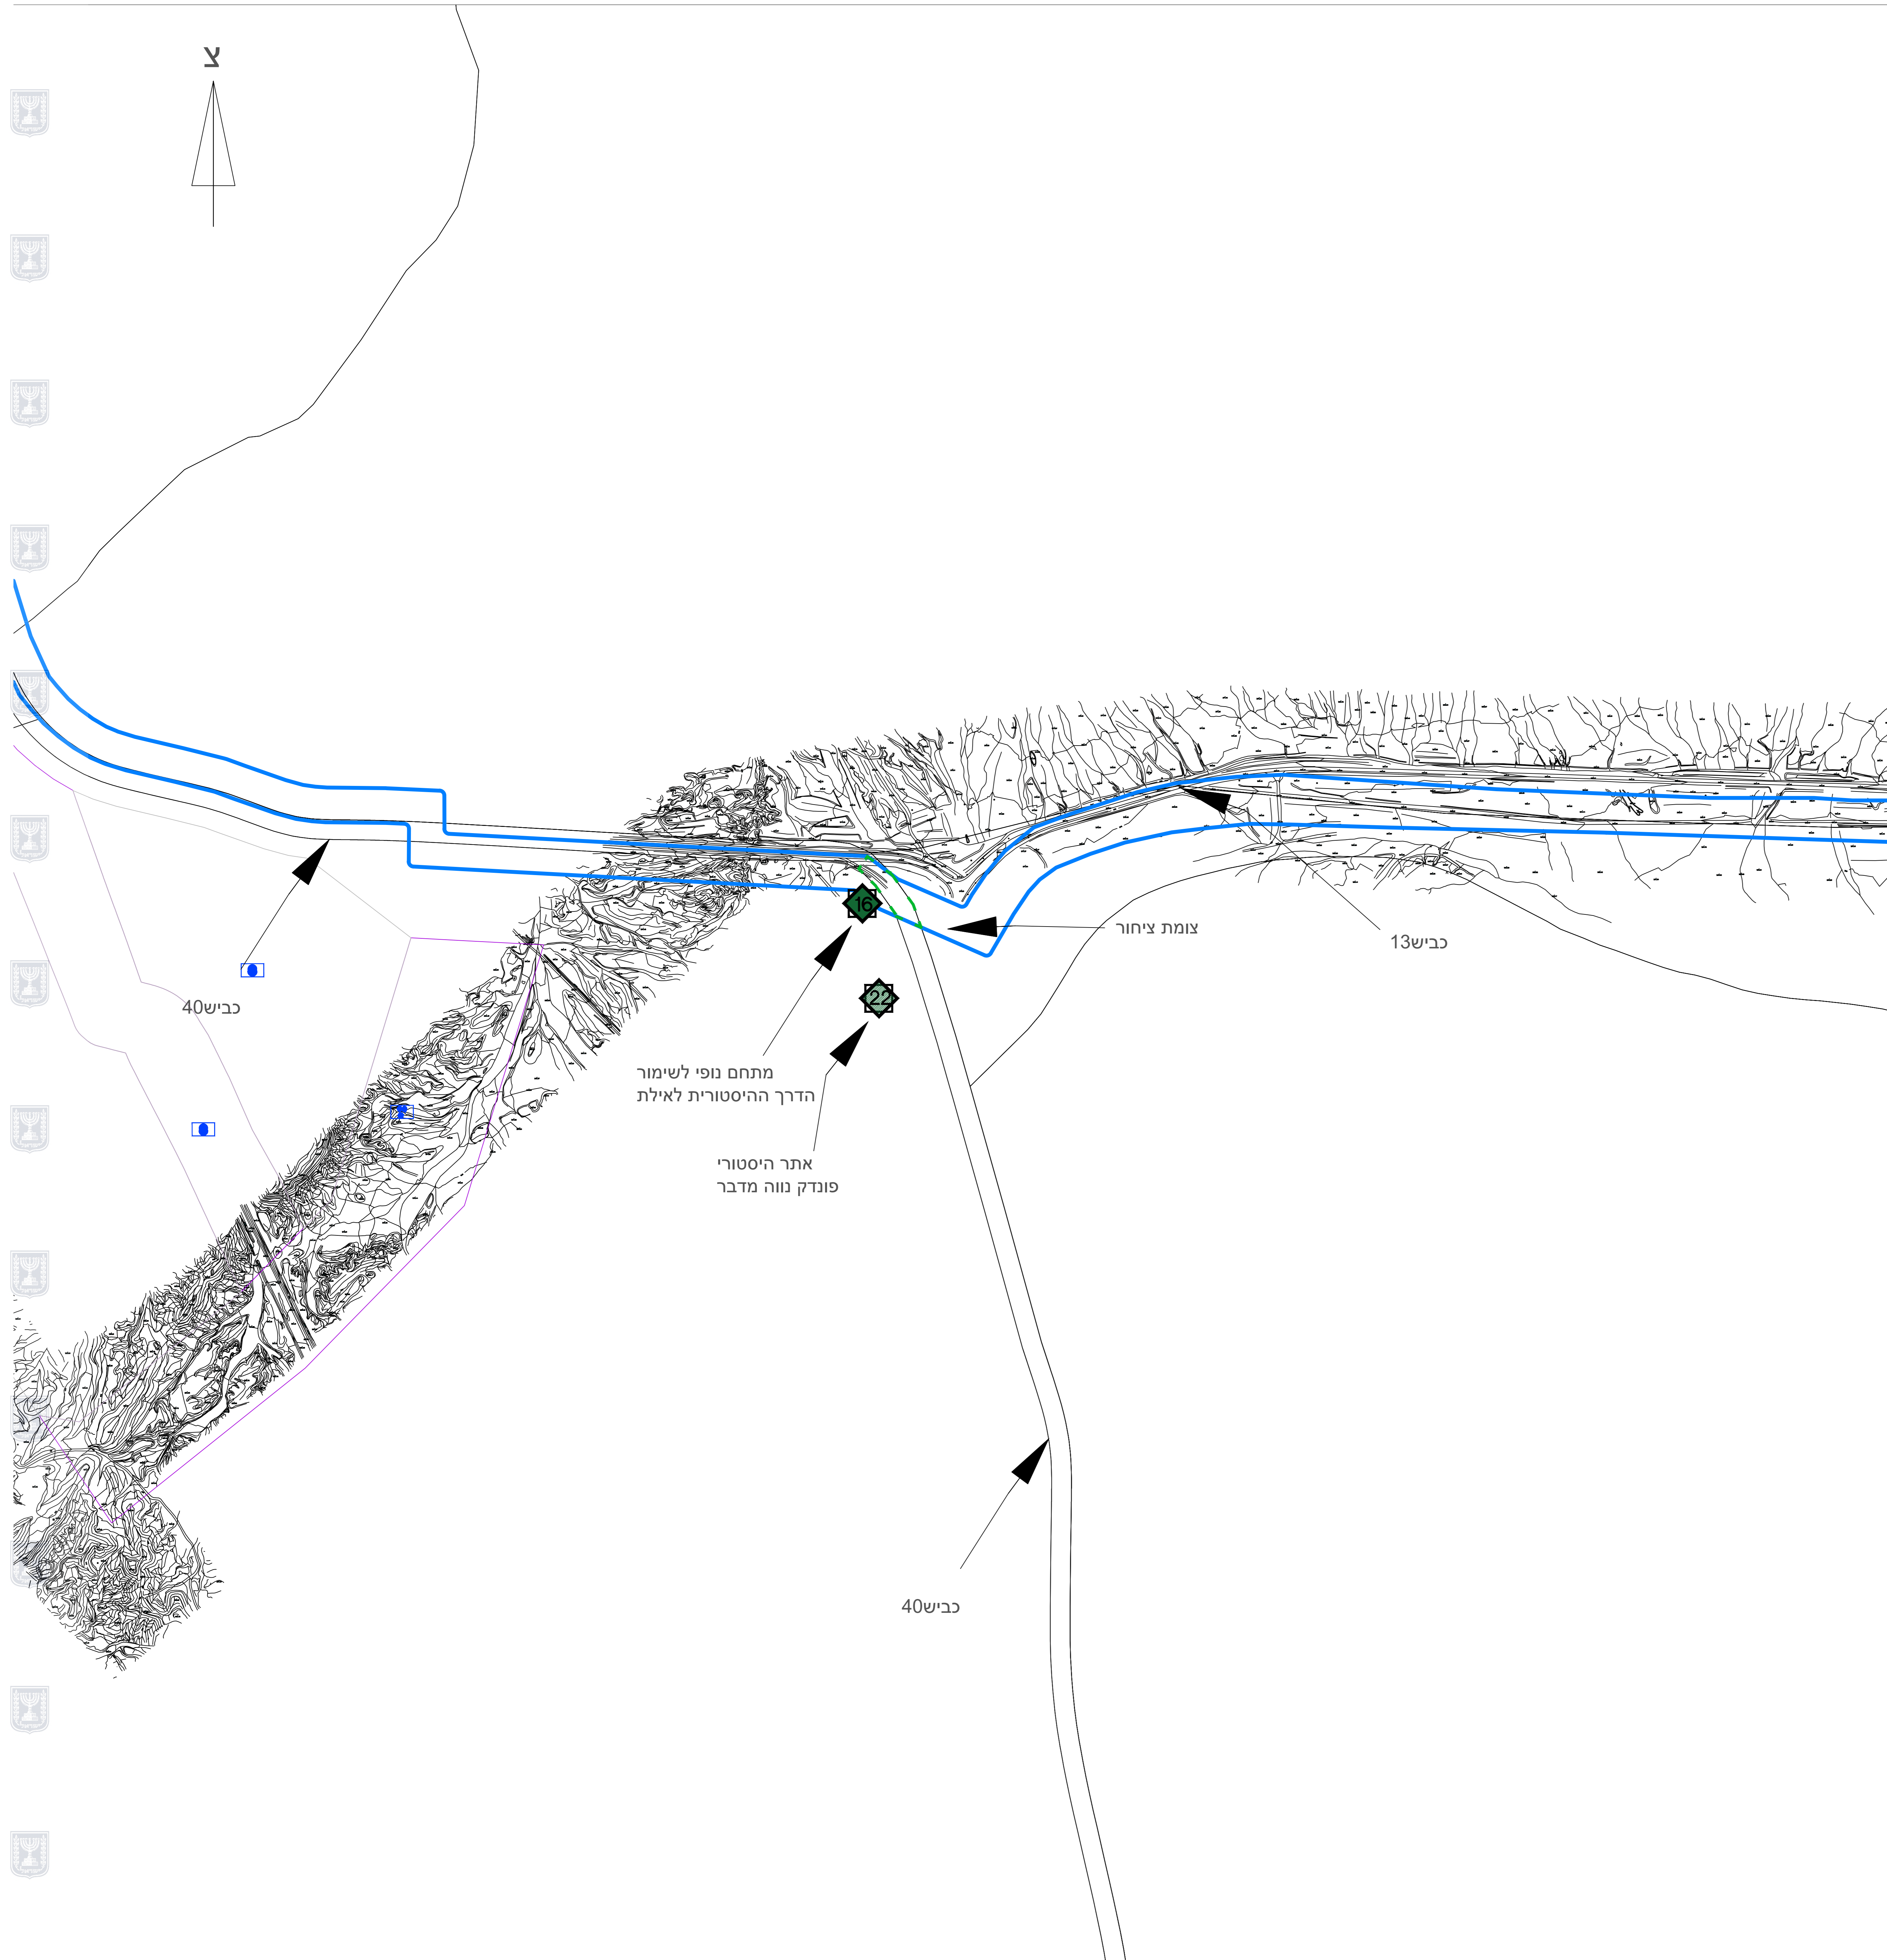 צ
16
צומת ציחור
כביש13
22
כביש40
מתחם נופי לשימור
הדרך ההיסטורית לאילת
אתר היסטורי
פונדק נווה מדבר
כביש40